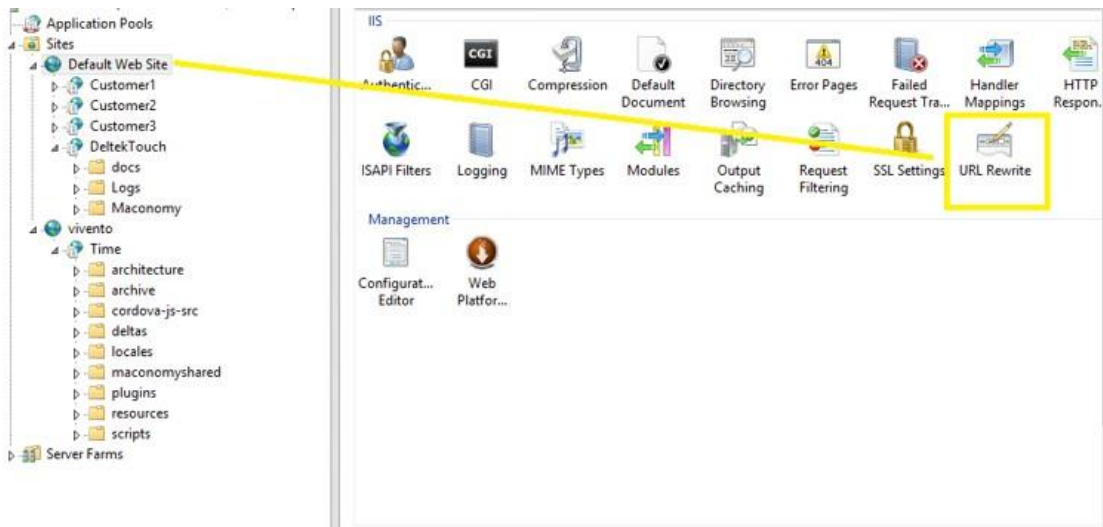 Application Pools
Sites
Default Web Site
Customer1
Customer2
Customer3
DeltekTouch
docs
Logs
Maconomy
vivento
Time
architecture
archive
cordova-js-src
deltas
locales
maconomyshared
plugins
resources
scripts
Server Farms
IIS
Authentic...
CGI
CGI
Compression
Default
Document
Directory
Browsing
404
Error Pages
Failed
Request Tra...
Handler
Mappings
HTTP
Respon.
ISAPI Filters
Logging
MIME Types
Modules
Output
Caching
Request
Filtering
SSL Settings
URL Rewrite
Management
Configurat...
Editor
Web
Platfor...